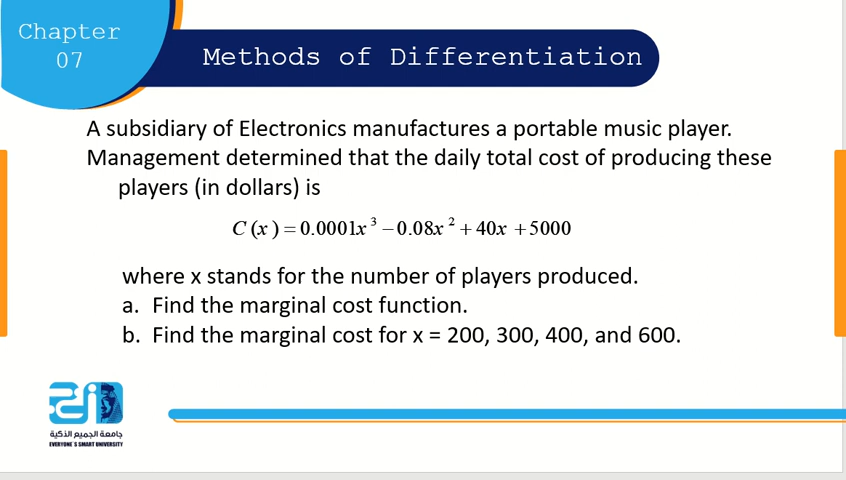 Chapter
07
Methods of Differentiation
A subsidiary of Electronics manufactures a portable music player.
Management determined that the daily total cost of producing these
players (in dollars) is
C (x) = 0.0001x³ − 0.08x² + 40x + 5000
where x stands for the number of players produced.
a. Find the marginal cost function.
b. Find the marginal cost for x = 200, 300, 400, and 600.
جامعة الجميع الذكية
EVERYONE'S SMART UNIVERSITY